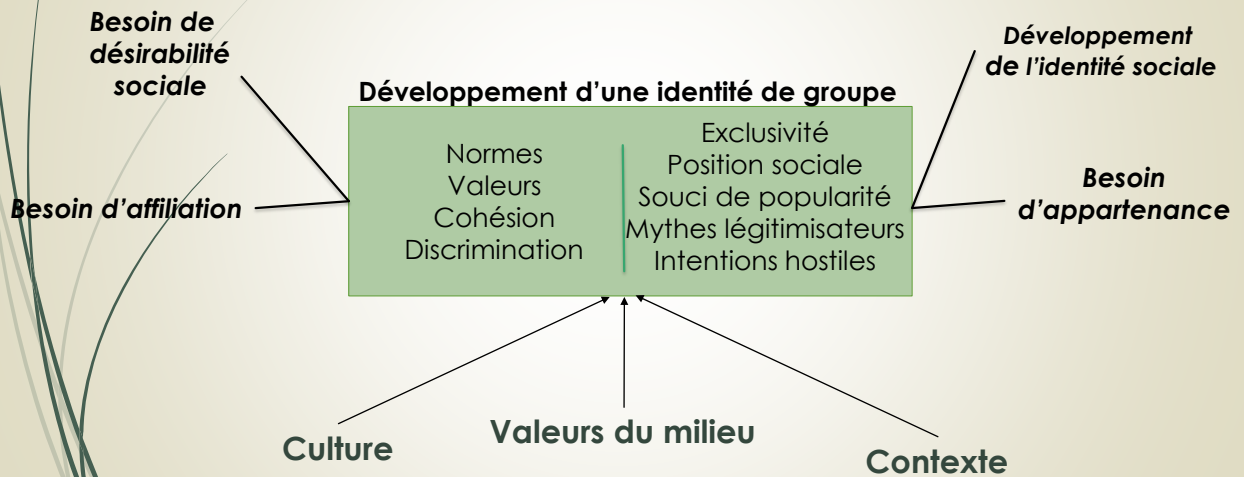 Besoin de
désirabilité
sociale
Développement
de l'identité sociale
Développement d'une identité de groupe
Normes
Valeurs
Cohésion
Discrimination
Exclusivité
Position sociale
Souci de popularité
Mythes légitimisateurs
Intentions hostiles
Besoin d'affiliation
Besoin
d'appartenance
Culture
Valeurs du milieu
Contexte